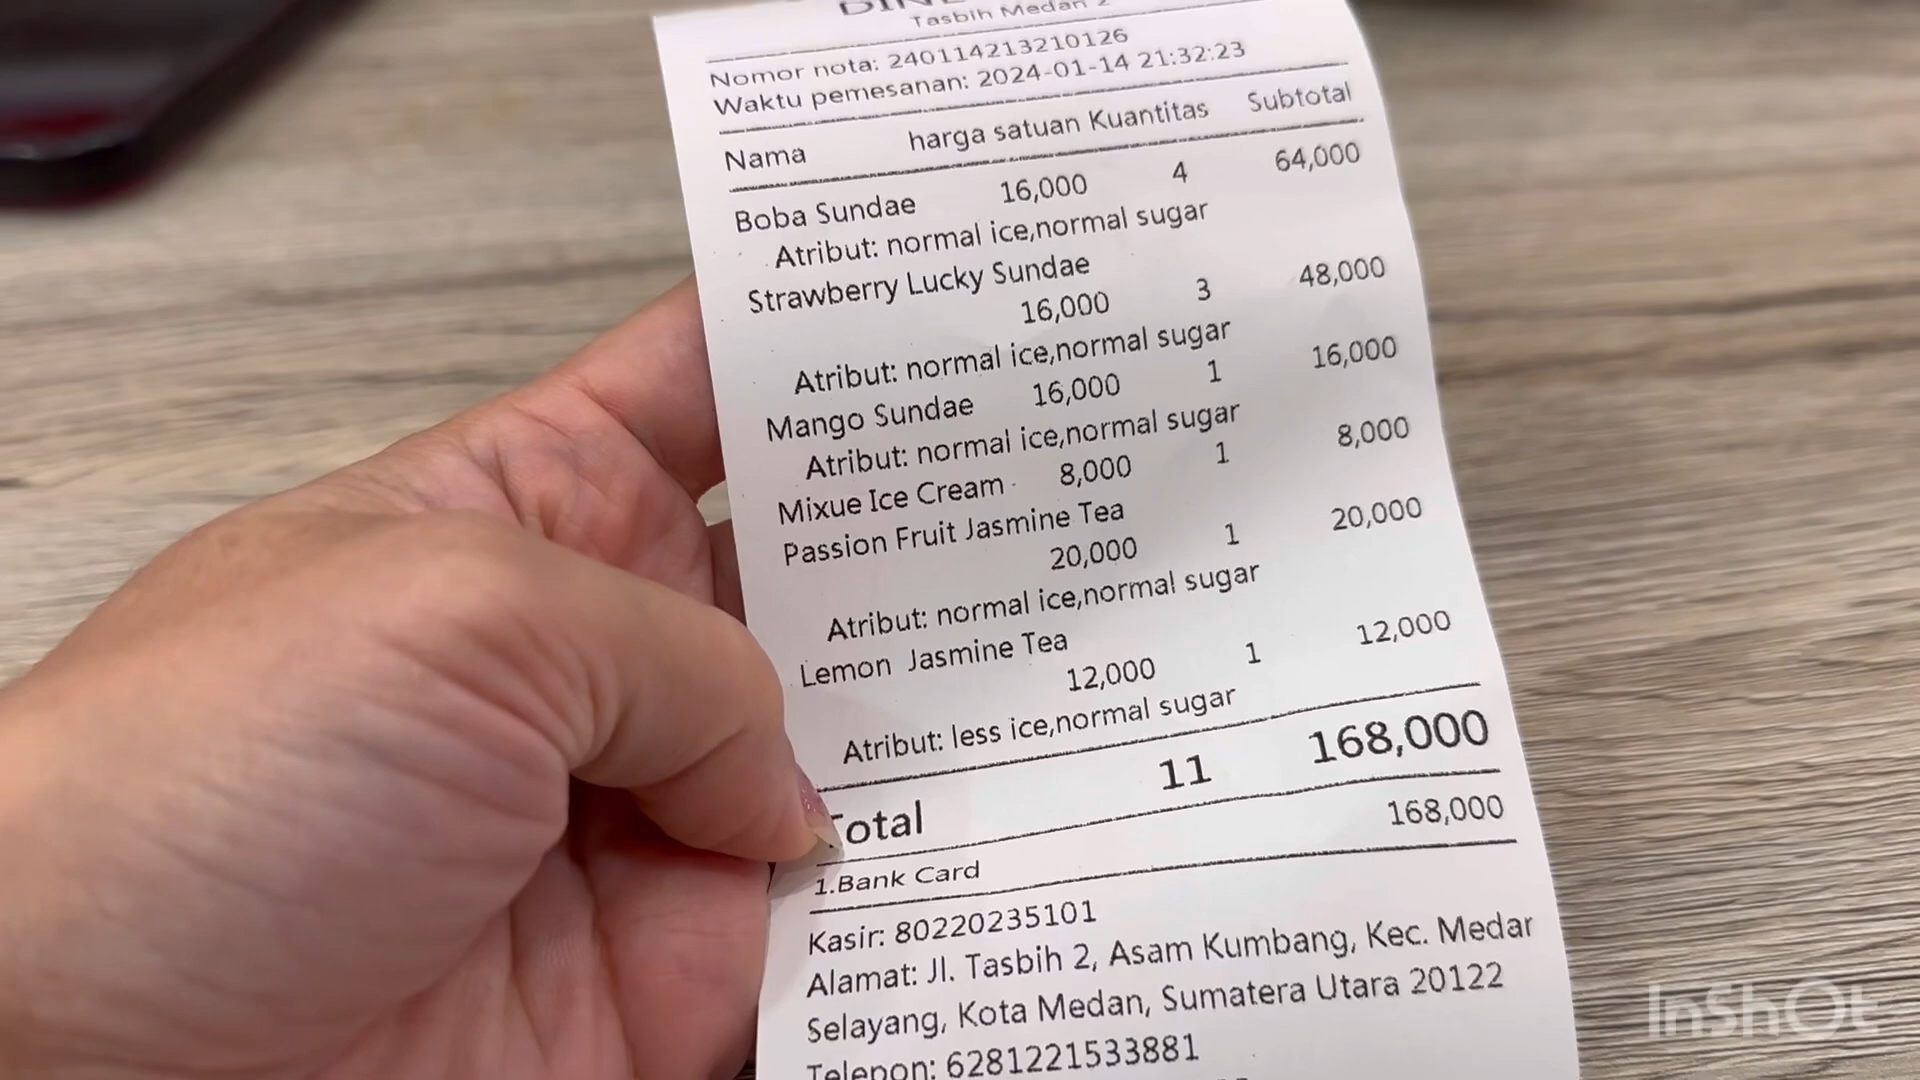 Tasbih Medan 2
Nomor nota: 240114213210126
Waktu pemesanan: 2024-01-14 21:32:23
Nama harga satuan Kuantitas Subtotal
Boba Sundae 16,000 4 64,000
Atribut: normal ice,normal sugar
Strawberry Lucky Sundae
16,000 3 48,000
Atribut: normal ice,normal sugar
Mango Sundae 16,000 1 16,000
Atribut: normal ice,normal sugar
Mixue Ice Cream 8,000 1 8,000
Passion Fruit Jasmine Tea
20,000 1 20,000
Atribut: normal ice,normal sugar
Lemon Jasmine Tea
12,000 1 12,000
Atribut: less ice,normal sugar
Total 11 168,000
168,000
1.Bank Card
Kasir: 80220235101
Alamat: Jl. Tasbih 2, Asam Kumbang, Kec. Medar
Selayang, Kota Medan, Sumatera Utara 20122
Telepon: 6281221533881
InShOt